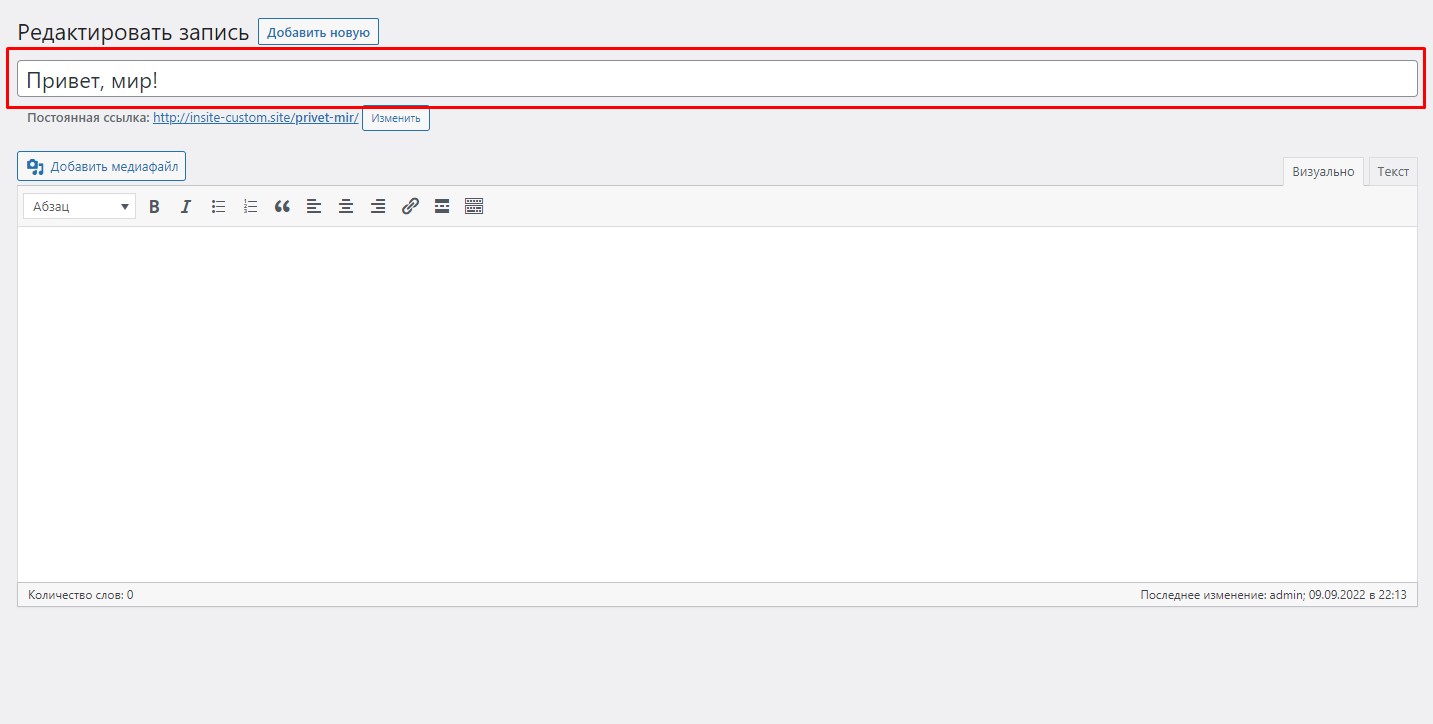 Редактировать запись Добавить новую
Привет, мир!
Постоянная ссылка: http://insite-custom.site/privet-mir/ Изменить
Добавить медиафайл Визуально Текст
Абзац B I
Количество слов: 0 Последнее изменение: admin; 09.09.2022 в 22:13